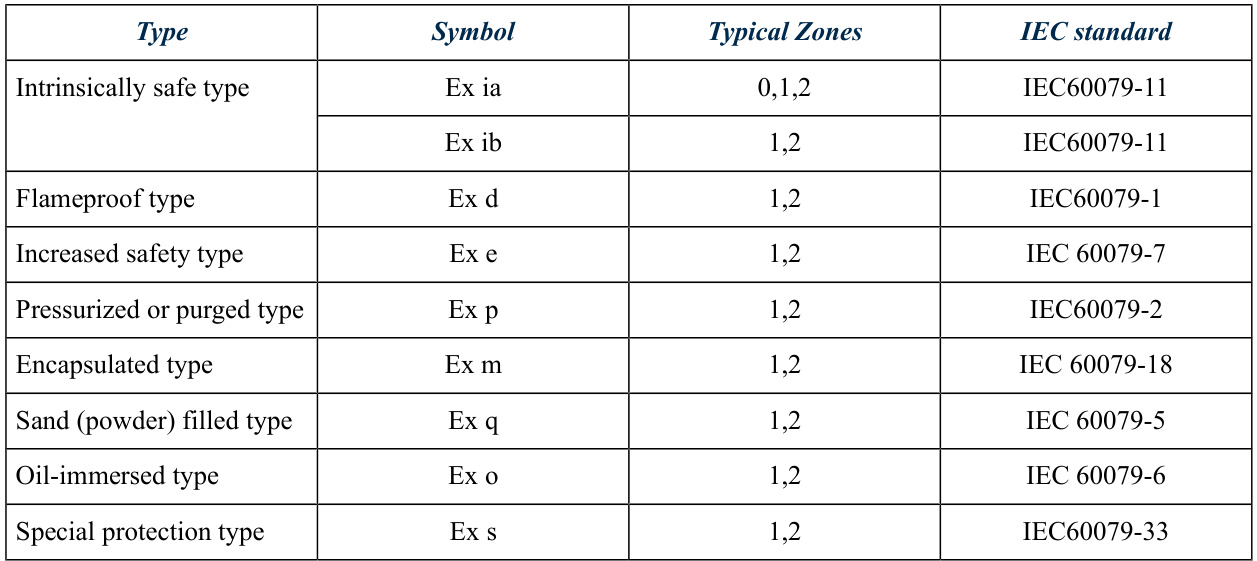 Type Symbol Typical Zones IEC standard
Intrinsically safe type Ex ia 0,1,2 IEC60079-11
Ex ib 1,2 IEC60079-11
Flameproof type Ex d 1,2 IEC60079-1
Increased safety type Ex e 1,2 IEC 60079-7
Pressurized or purged type Ex p 1,2 IEC60079-2
Encapsulated type Ex m 1,2 IEC 60079-18
Sand (powder) filled type Ex q 1,2 IEC 60079-5
Oil-immersed type Ex o 1,2 IEC 60079-6
Special protection type Ex s 1,2 IEC60079-33